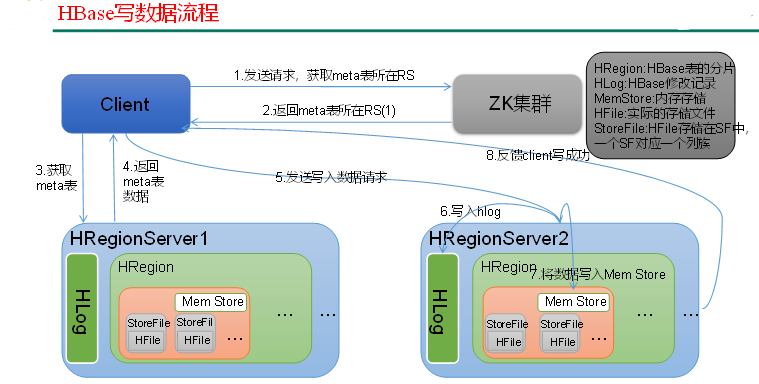 HBase写数据流程
1.发送请求，获取meta表所在RS
Client
ZK集群
2.返回meta表所在RS(1)
HRegion:HBase表的分片
HLog:HBase修改记录
MemStore:内存存储
HFile:实际的存储文件
StoreFile:HFile存储在SF中，
一个SF对应一个列族
3.获取
meta表
4.返回
meta表
数据
5.发送写入数据请求
8.反馈client写成功
6.写入hlog
HRegionServer1
HLog
HRegion
Mem Store
StoreFile
HFile
StoreFil
HFile
...
...
...
HRegionServer2
HLog
HRegion
7.将数据写入Mem Store
Mem Store
StoreFile
HFile
StoreFile
HFile
...
...
...